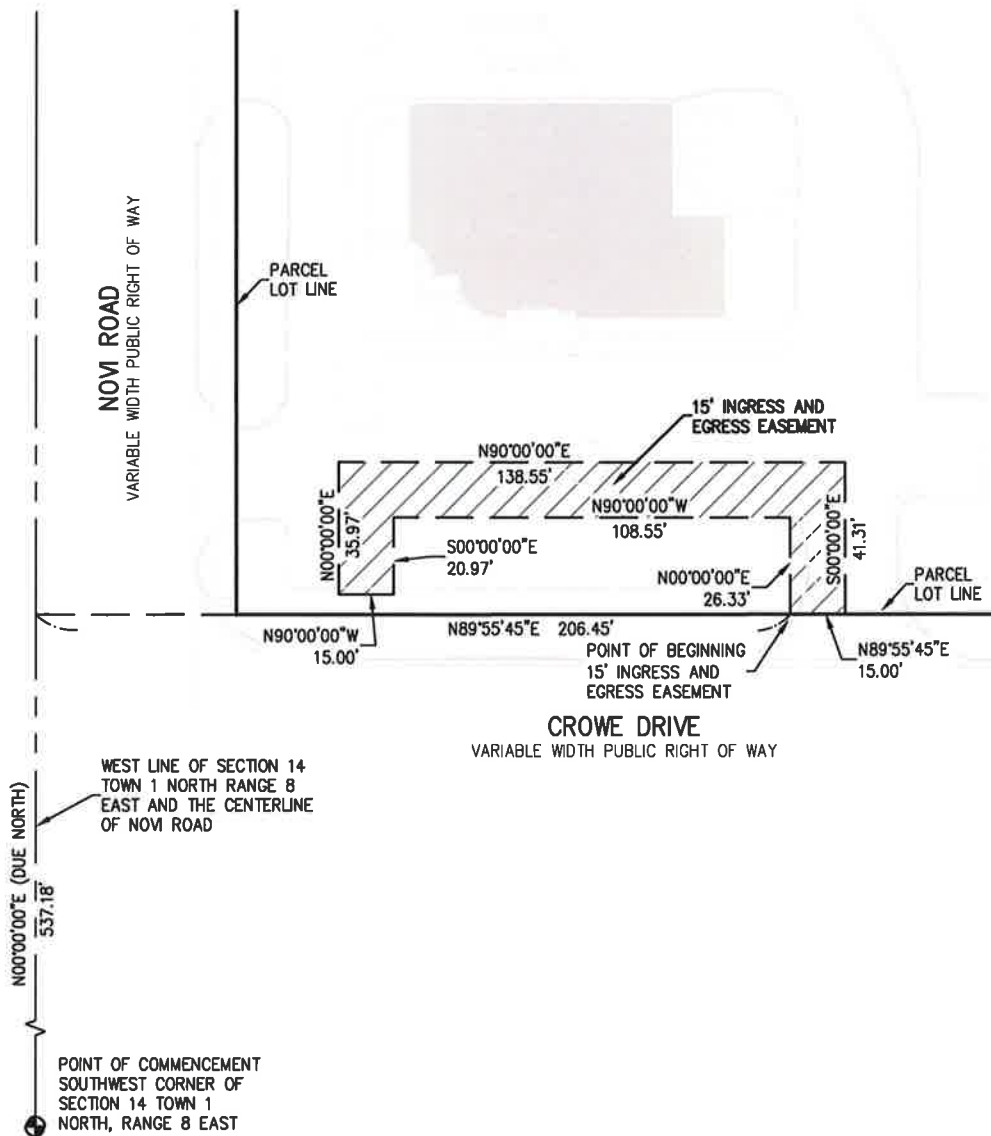 NOVI ROAD
VARIABLE WIDTH PUBLIC RIGHT OF WAY
PARCEL
LOT LINE
15' INGRESS AND
EGRESS EASEMENT
N90°00'00"E
138.55'
N90°00'00"W
108.55'
N00°00'00"E
35.97'
S00°00'00"E
20.97'
N00°00'00"E
26.33'
S00°00'00"E
41.31'
PARCEL
LOT LINE
N90°00'00"W
15.00'
N89°55'45"E 206.45'
POINT OF BEGINNING
15' INGRESS AND
EGRESS EASEMENT
N89°55'45"E
15.00'
CROWE DRIVE
VARIABLE WIDTH PUBLIC RIGHT OF WAY
WEST LINE OF SECTION 14
TOWN 1 NORTH RANGE 8
EAST AND THE CENTERLINE
OF NOVI ROAD
N00°00'00"E (DUE NORTH)
537.18'
POINT OF COMMENCEMENT
SOUTHWEST CORNER OF
SECTION 14 TOWN 1
NORTH, RANGE 8 EAST